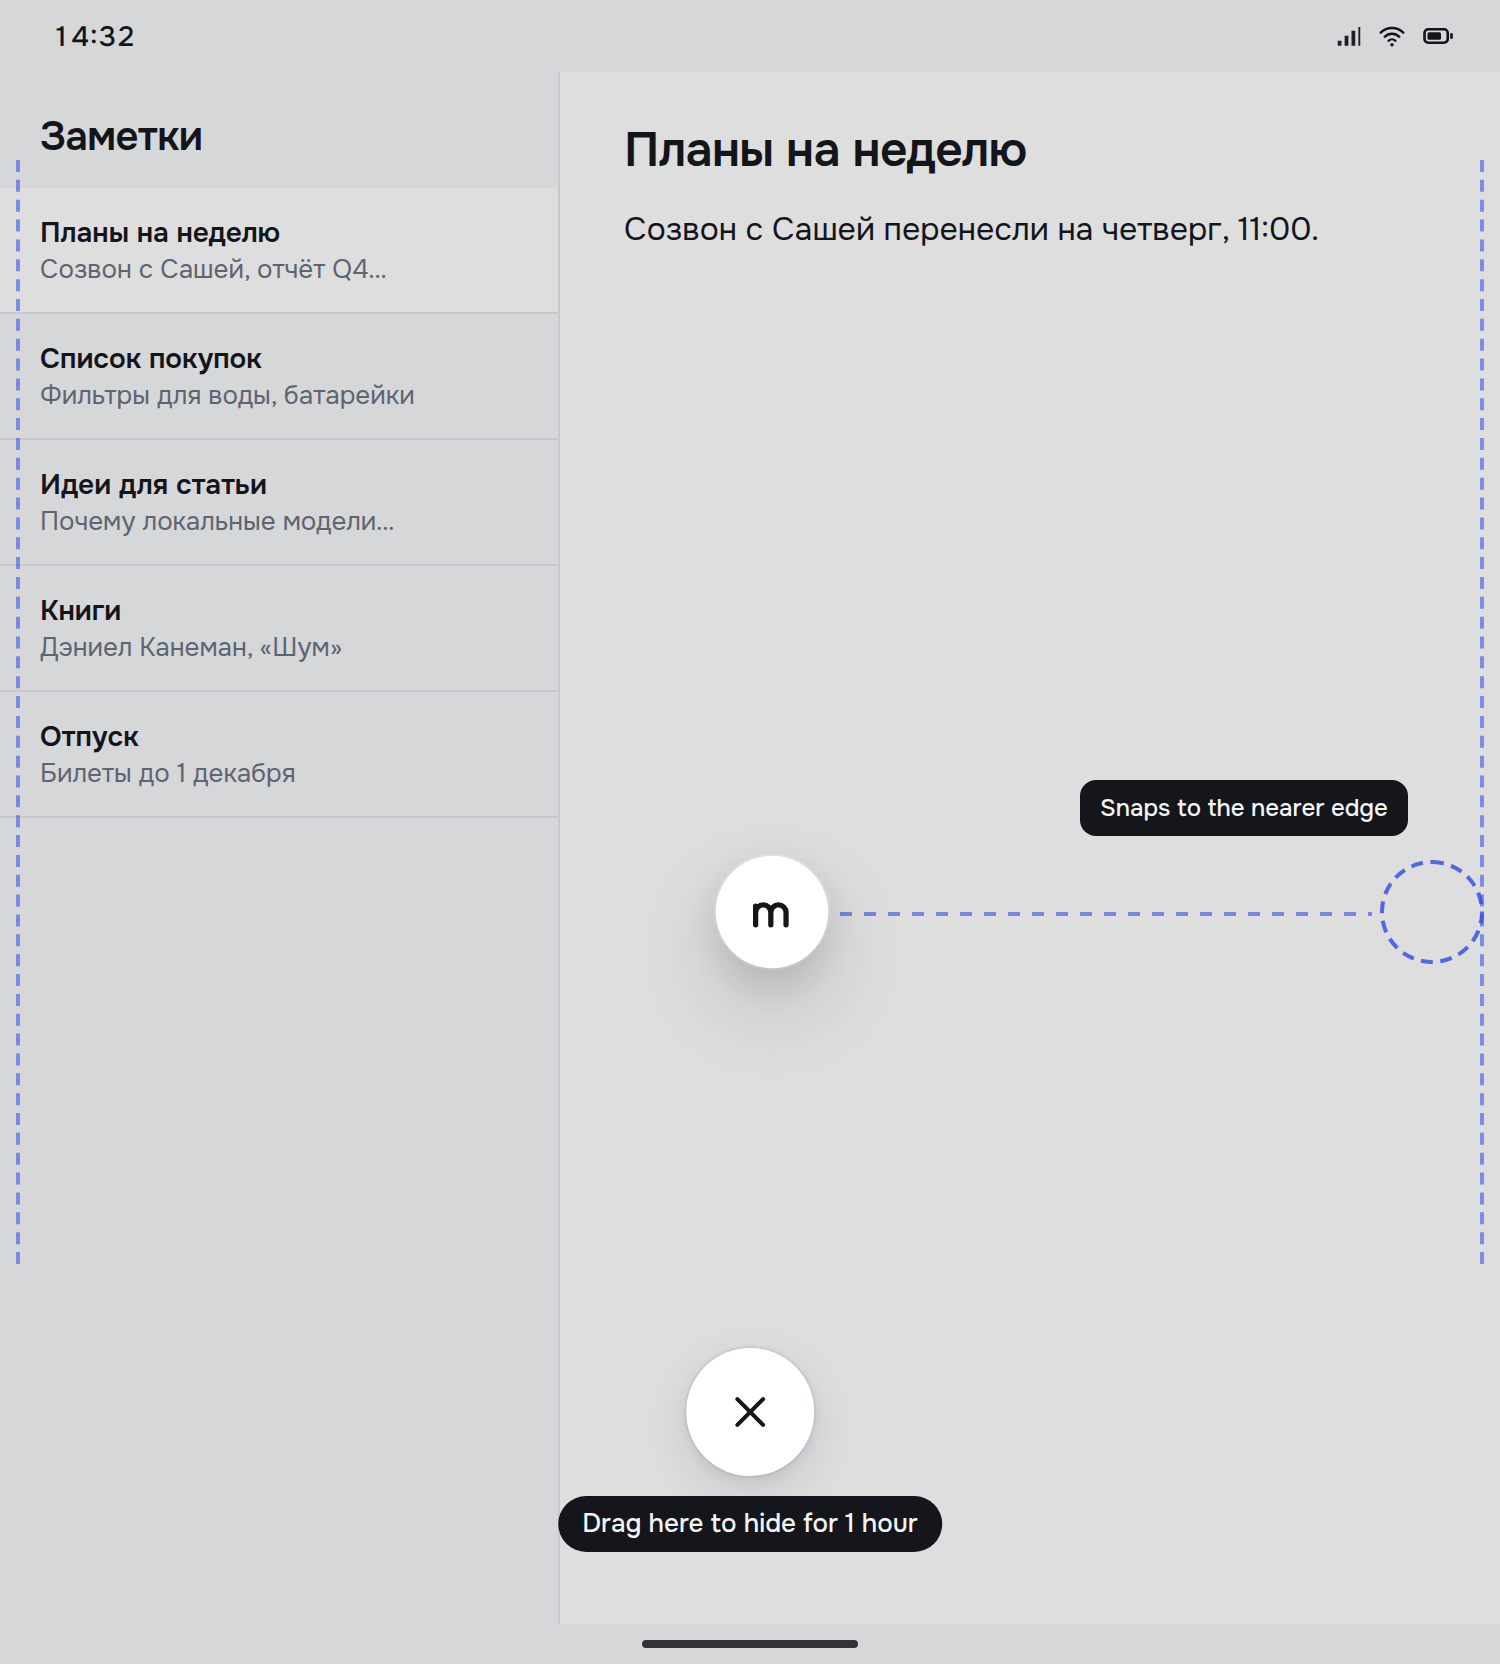 14:32
Заметки
Планы на неделю
Созвон с Сашей, отчёт Q4...
Список покупок
Фильтры для воды, батарейки
Идеи для статьи
Почему локальные модели...
Книги
Дэниел Канеман, «Шум»
Отпуск
Билеты до 1 декабря
Планы на неделю
Созвон с Сашей перенесли на четверг, 11:00.
Snaps to the nearer edge
m
Drag here to hide for 1 hour